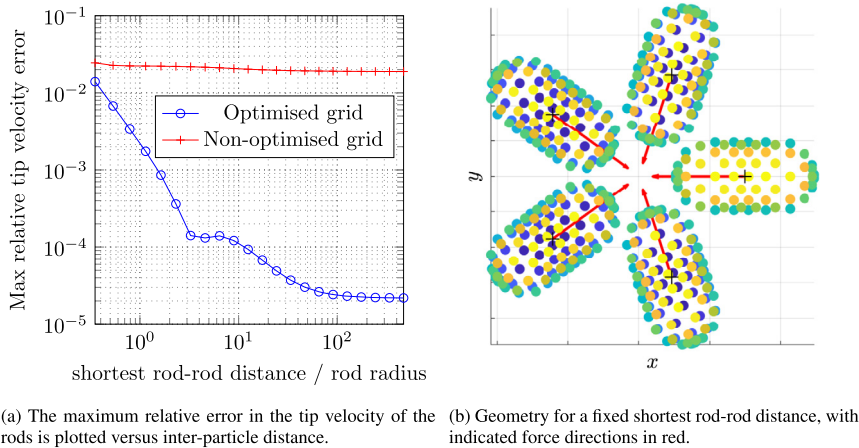 Max relative tip velocity error
10^-1
10^-2
10^-3
10^-4
10^-5
Optimised grid
Non-optimised grid
10^0
10^1
10^2
shortest rod-rod distance / rod radius
y
x
(a) The maximum relative error in the tip velocity of the
rods is plotted versus inter-particle distance.
(b) Geometry for a fixed shortest rod-rod distance, with
indicated force directions in red.